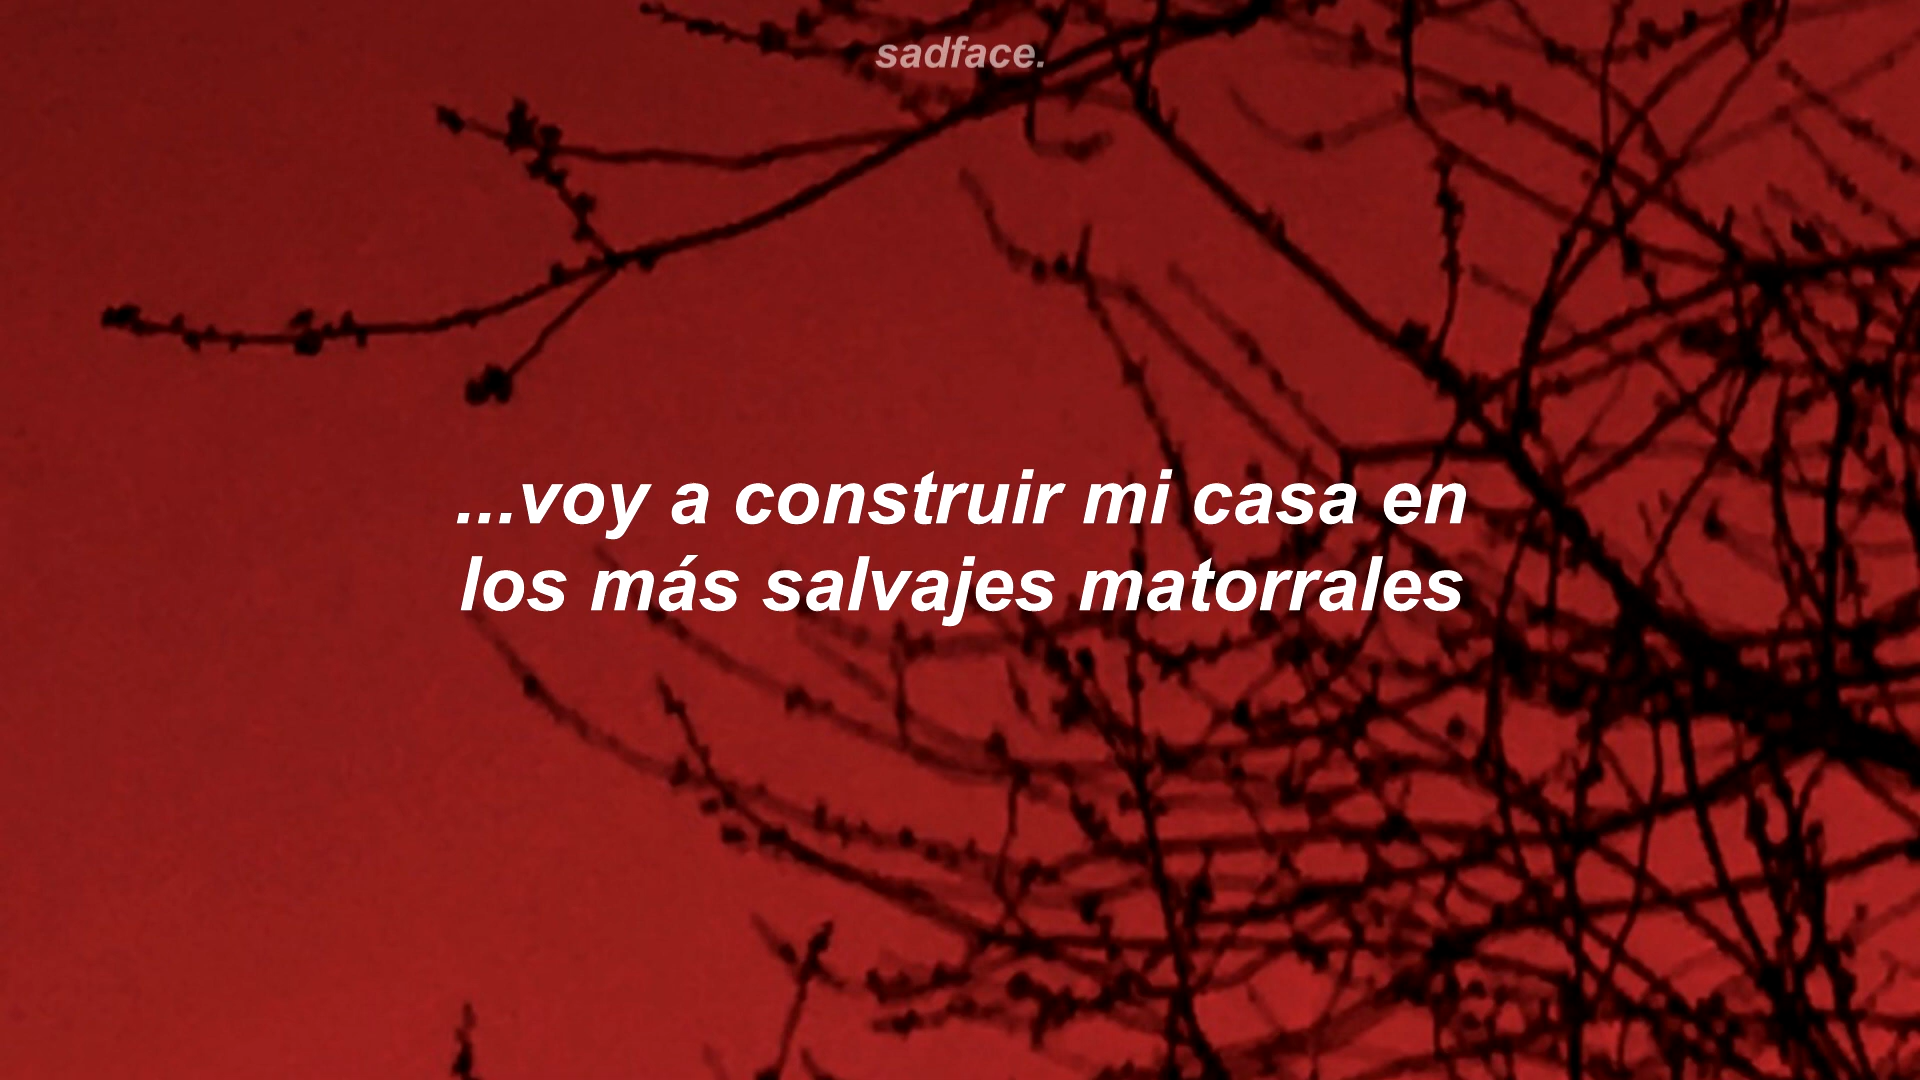 sadface.
...voy a construir mi casa en
los más salvajes matorrales